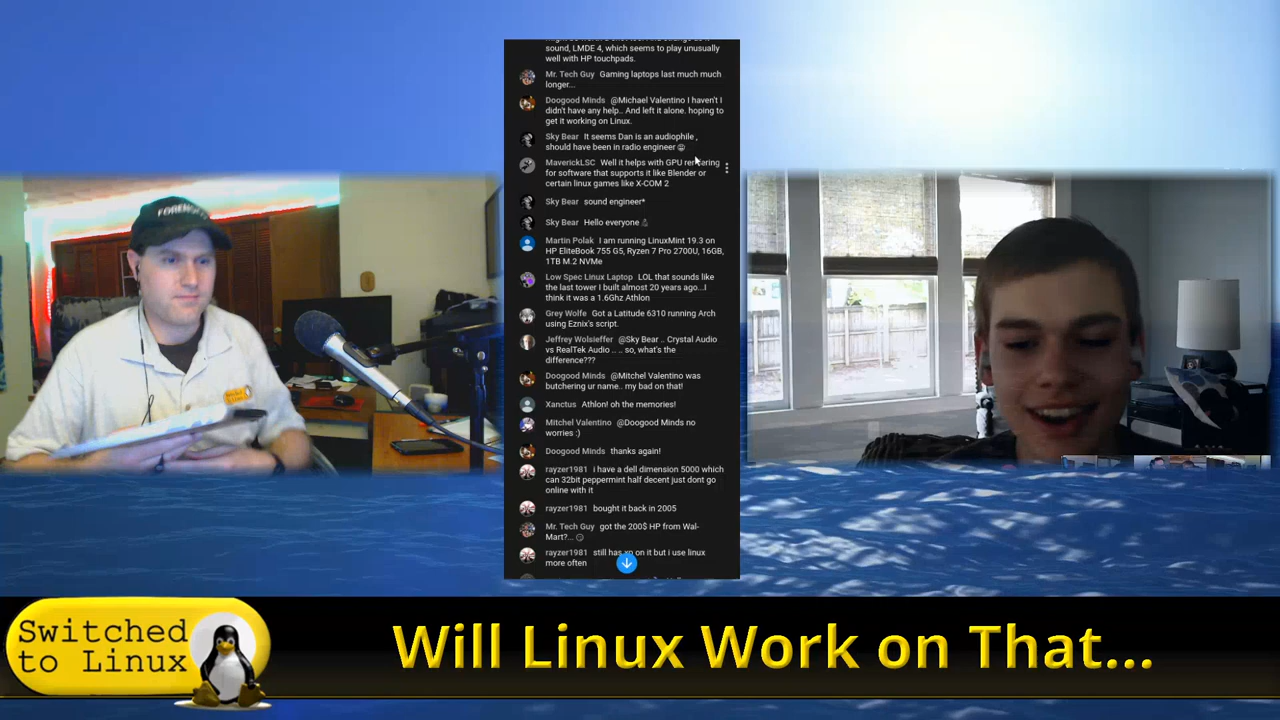 FORENSIC
sound, LMDE 4, which seems to play unusually
well with HP touchpads.
Mr. Tech Guy Gaming laptops last much much
longer...
Doogood Minds @Michael Valentino I haven't I
didn't have any help.. And left it alone. hoping to
get it working on Linux.
Sky Bear It seems Dan is an audiophile ,
should have been in radio engineer
MaverickLSC Well it helps with GPU rendering
for software that supports it like Blender or
certain linux games like X-COM 2
Sky Bear sound engineer*
Sky Bear Hello everyone
Martin Polak I am running LinuxMint 19.3 on
HP EliteBook 755 G5, Ryzen 7 Pro 2700U, 16GB,
1TB M.2 NVMe
Low Spec Linux Laptop LOL that sounds like
the last tower I built almost 20 years ago...I
think it was a 1.6Ghz Athlon
Grey Wolfe Got a Latitude 6310 running Arch
using Eznix's script.
Jeffrey Wolsieffer @Sky Bear .. Crystal Audio
vs RealTek Audio .. .. so, what's the
difference???
Doogood Minds @Mitchel Valentino was
butchering ur name.. my bad on that!
Xanctus Athlon! oh the memories!
Mitchel Valentino @Doogood Minds no
worries :)
Doogood Minds thanks again!
rayzer1981 i have a dell dimension 5000 which
can 32bit peppermint half decent just dont go
online with it
rayzer1981 bought it back in 2005
Mr. Tech Guy got the 200$ HP from Wal-
Mart?...
rayzer1981 still has xp on it but i use linux
more often
Switched
to Linux
Will Linux Work on That...